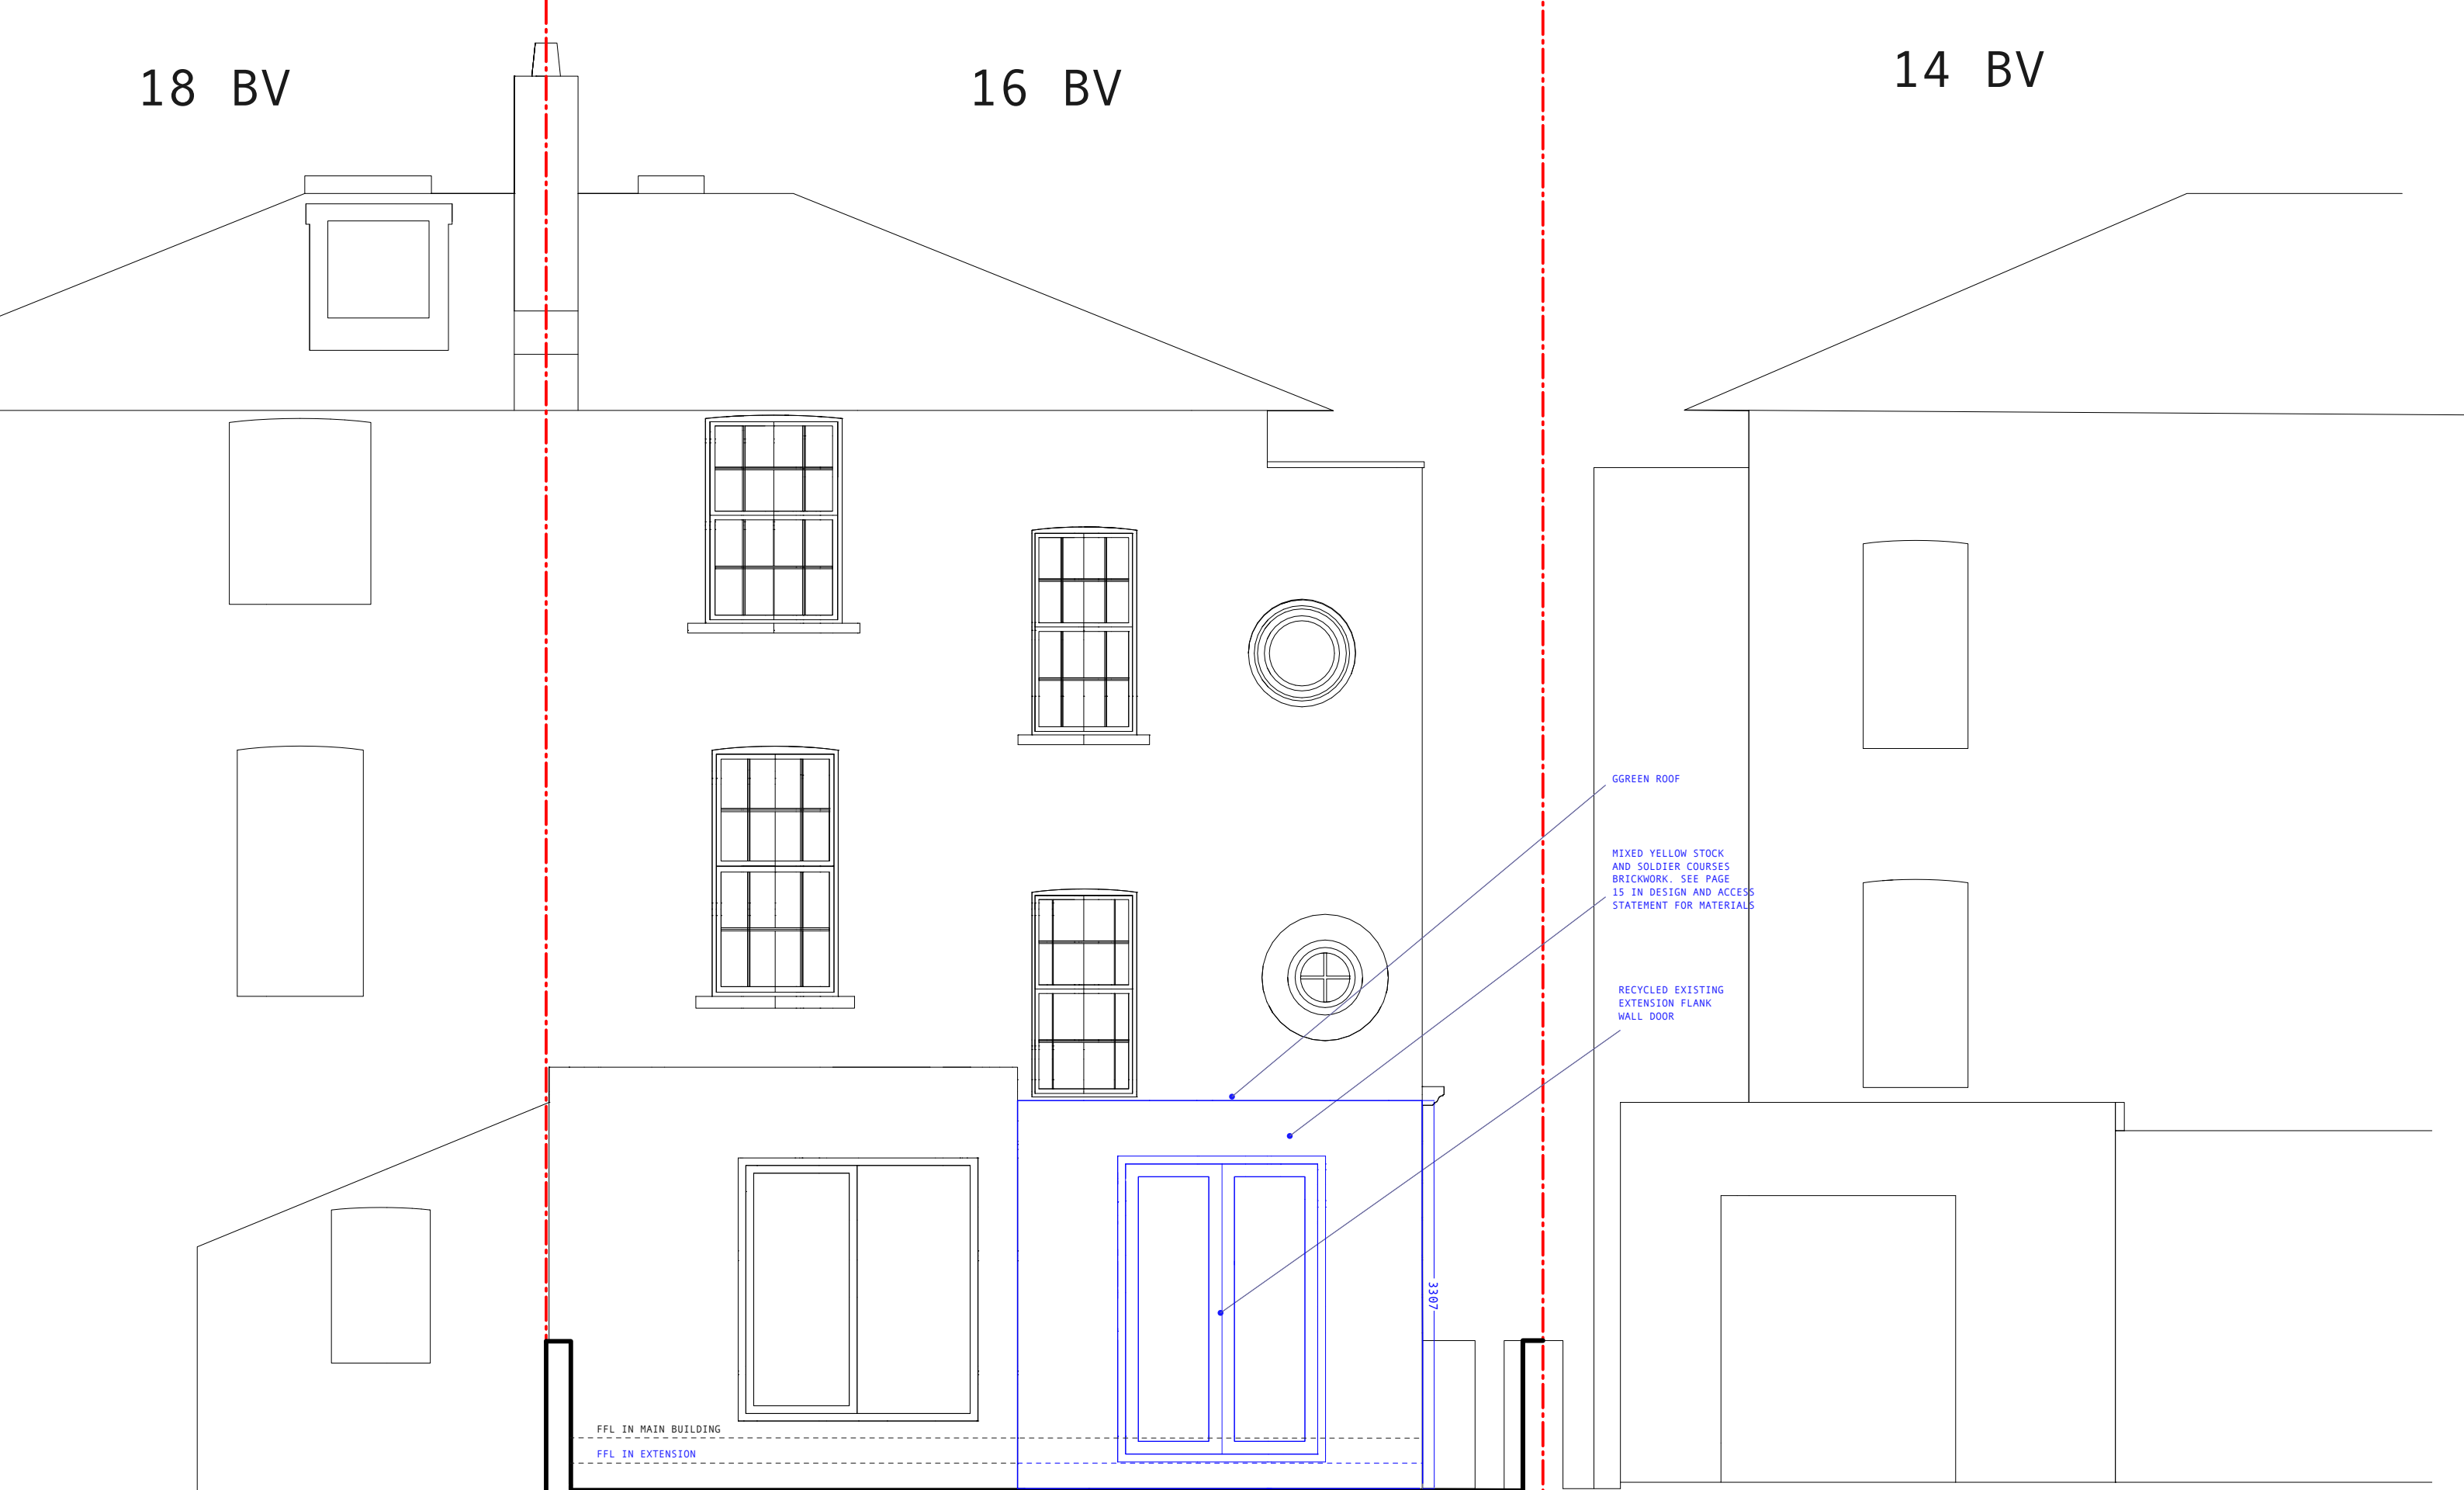 18 BV
16 BV
14 BV
GGREEN ROOF
MIXED YELLOW STOCK
AND SOLDIER COURSES
BRICKWORK. SEE PAGE
15 IN DESIGN AND ACCESS
STATEMENT FOR MATERIALS
RECYCLED EXISTING
EXTENSION FLANK
WALL DOOR
3307
FFL IN MAIN BUILDING
FFL IN EXTENSION